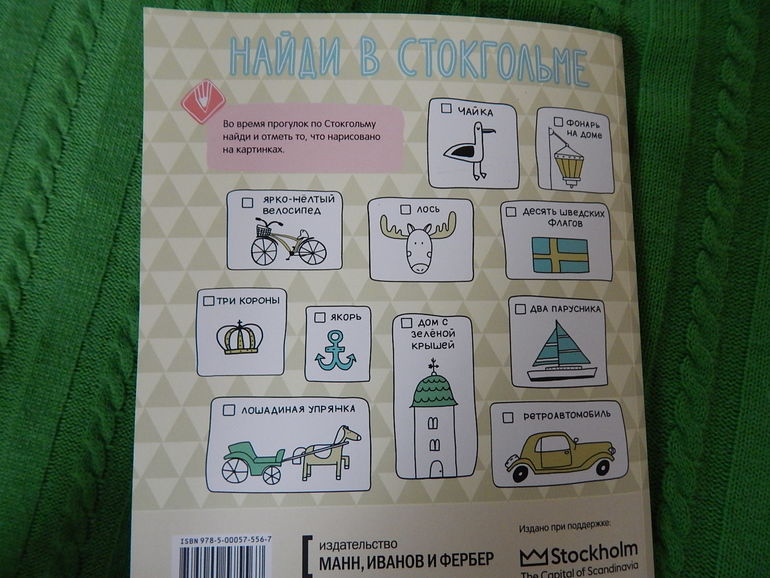 НАЙДИ В СТОКГОЛЬМЕ
Во время прогулок по Стокгольму
найди и отметь то, что нарисовано
на картинках.
ЧАЙКА
ФОНАРЬ
НА ДОМЕ
ЯРКО-ЖЁЛТЫЙ
ВЕЛОСИПЕД
ЛОСЬ
ДЕСЯТЬ ШВЕДСКИХ
ФЛАГОВ
ТРИ КОРОНЫ
ЯКОРЬ
ДОМ С
ЗЕЛЁНОЙ
КРЫШЕЙ
ДВА ПАРУСНИКА
ЛОШАДИНАЯ УПРЯЖКА
РЕТРОАВТОМОБИЛЬ
ISBN 978-5-00057-556-7
издательство
МАНН, ИВАНОВ И ФЕРБЕР
Издано при поддержке:
Stockholm
The Capital of Scandinavia